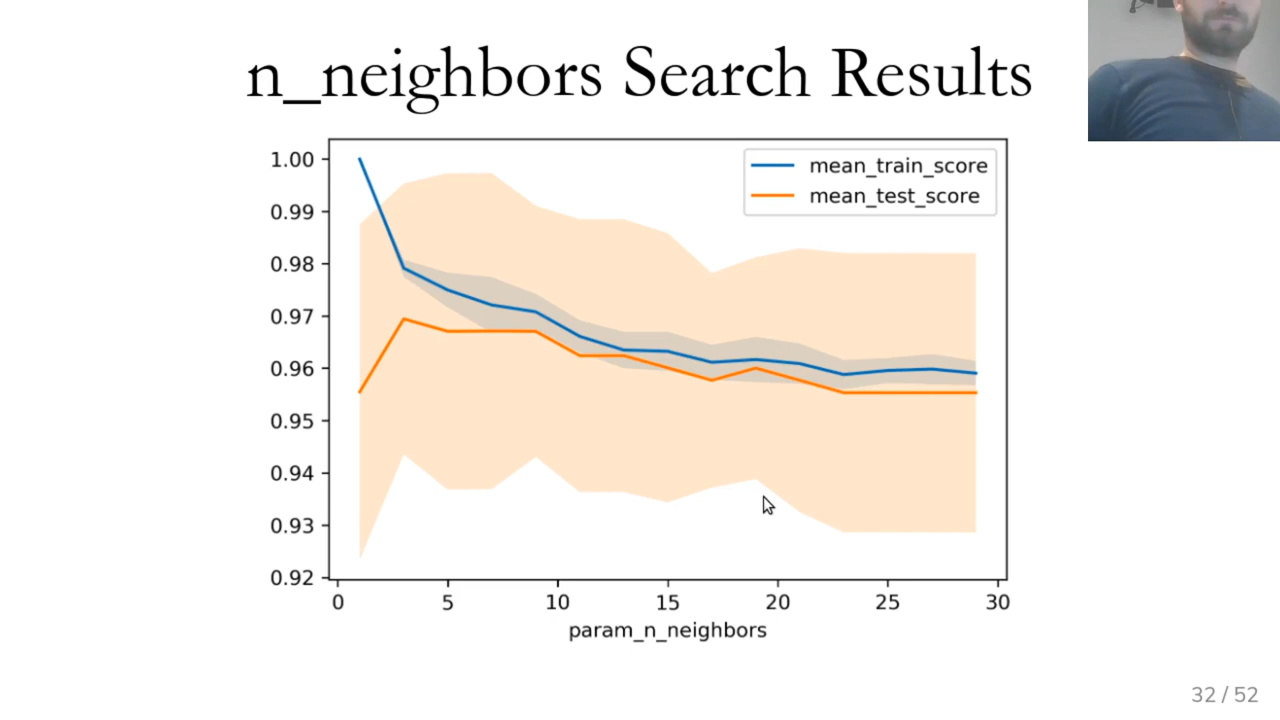 n_neighbors Search Results
1.00
0.99
0.98
0.97
0.96
0.95
0.94
0.93
0.92
mean_train_score
mean_test_score
0 5 10 15 20 25 30
param_n_neighbors
32 / 52